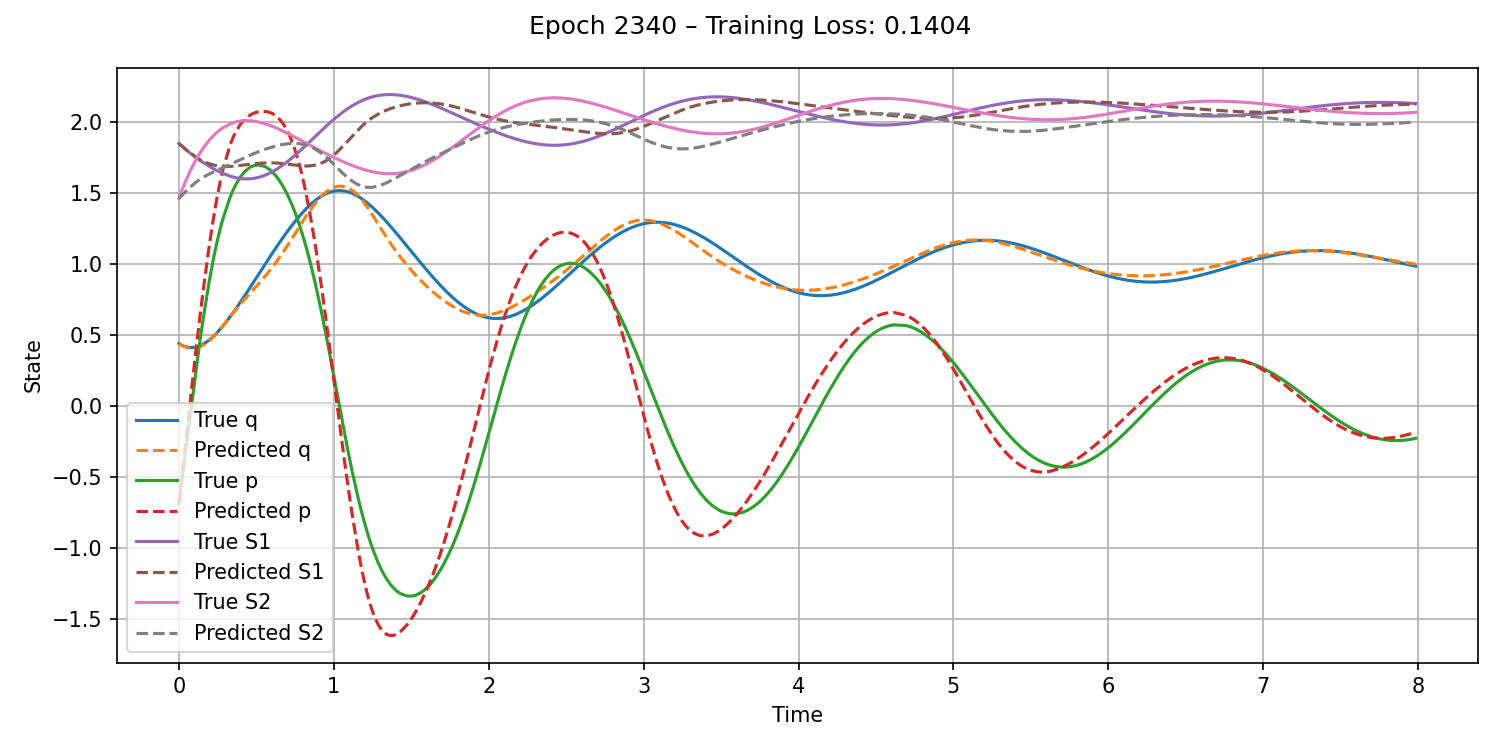 Epoch 2340 – Training Loss: 0.1404
State
2.0
1.5
1.0
0.5
0.0
−0.5
−1.0
−1.5
True q
Predicted q
True p
Predicted p
True S1
Predicted S1
True S2
Predicted S2
0 1 2 3 4 5 6 7 8
Time